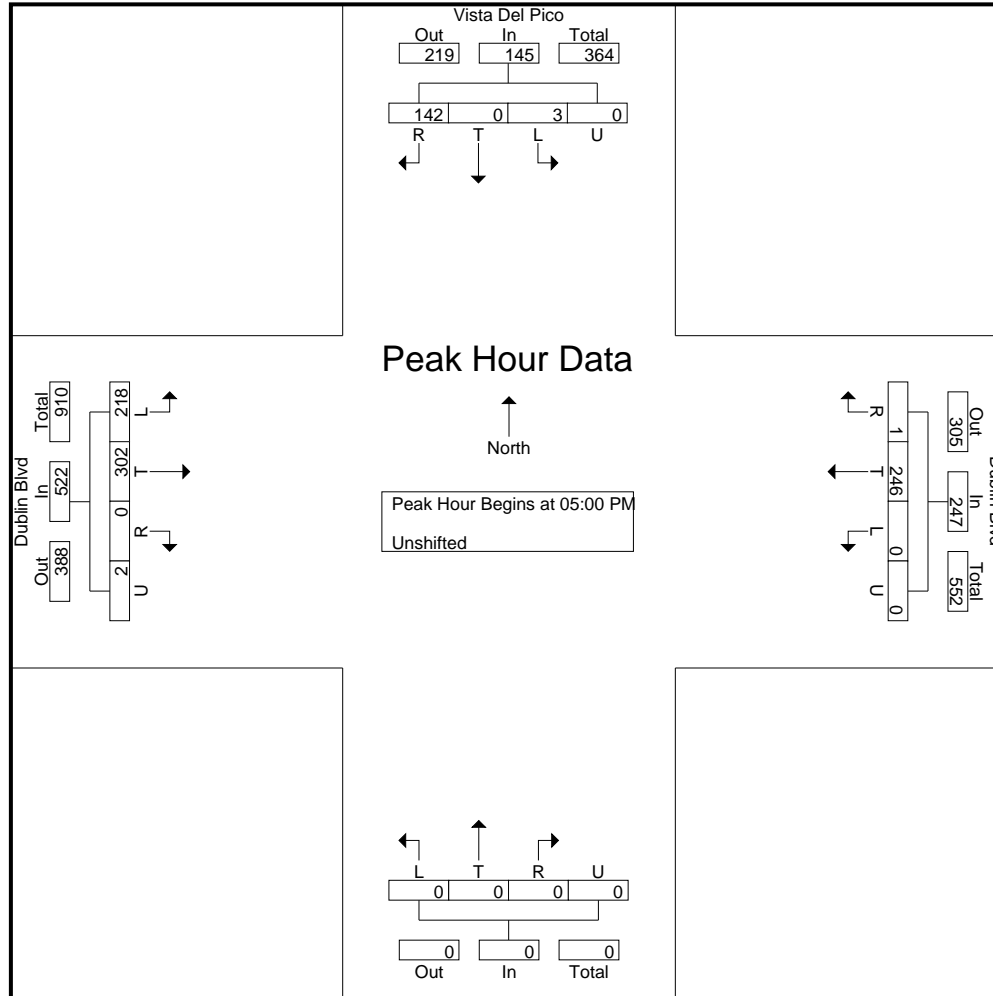 Vista Del Pico
Out In Total
219 145 364
142 0 3 0
R T L U
Peak Hour Data
North
Peak Hour Begins at 05:00 PM
Unshifted
Dublin Blvd
Total In Out
910 522 388
218 302 0 2
L T R U
Out In Total
305 247 552
1 246 0 0
R T L U
L T R U
0 0 0 0
0 0 0
Out In Total